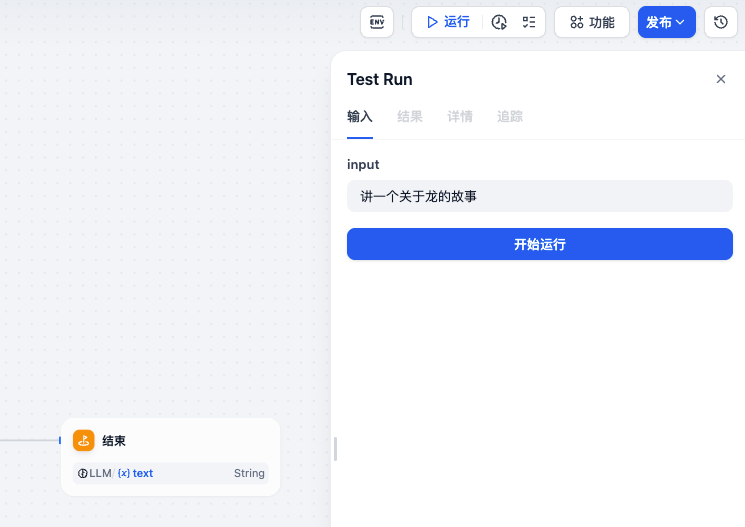 ENV 运行 功能 发布
Test Run
输入 结果 详情 追踪
input
讲一个关于龙的故事
开始运行
结束
LLM / {x} text String